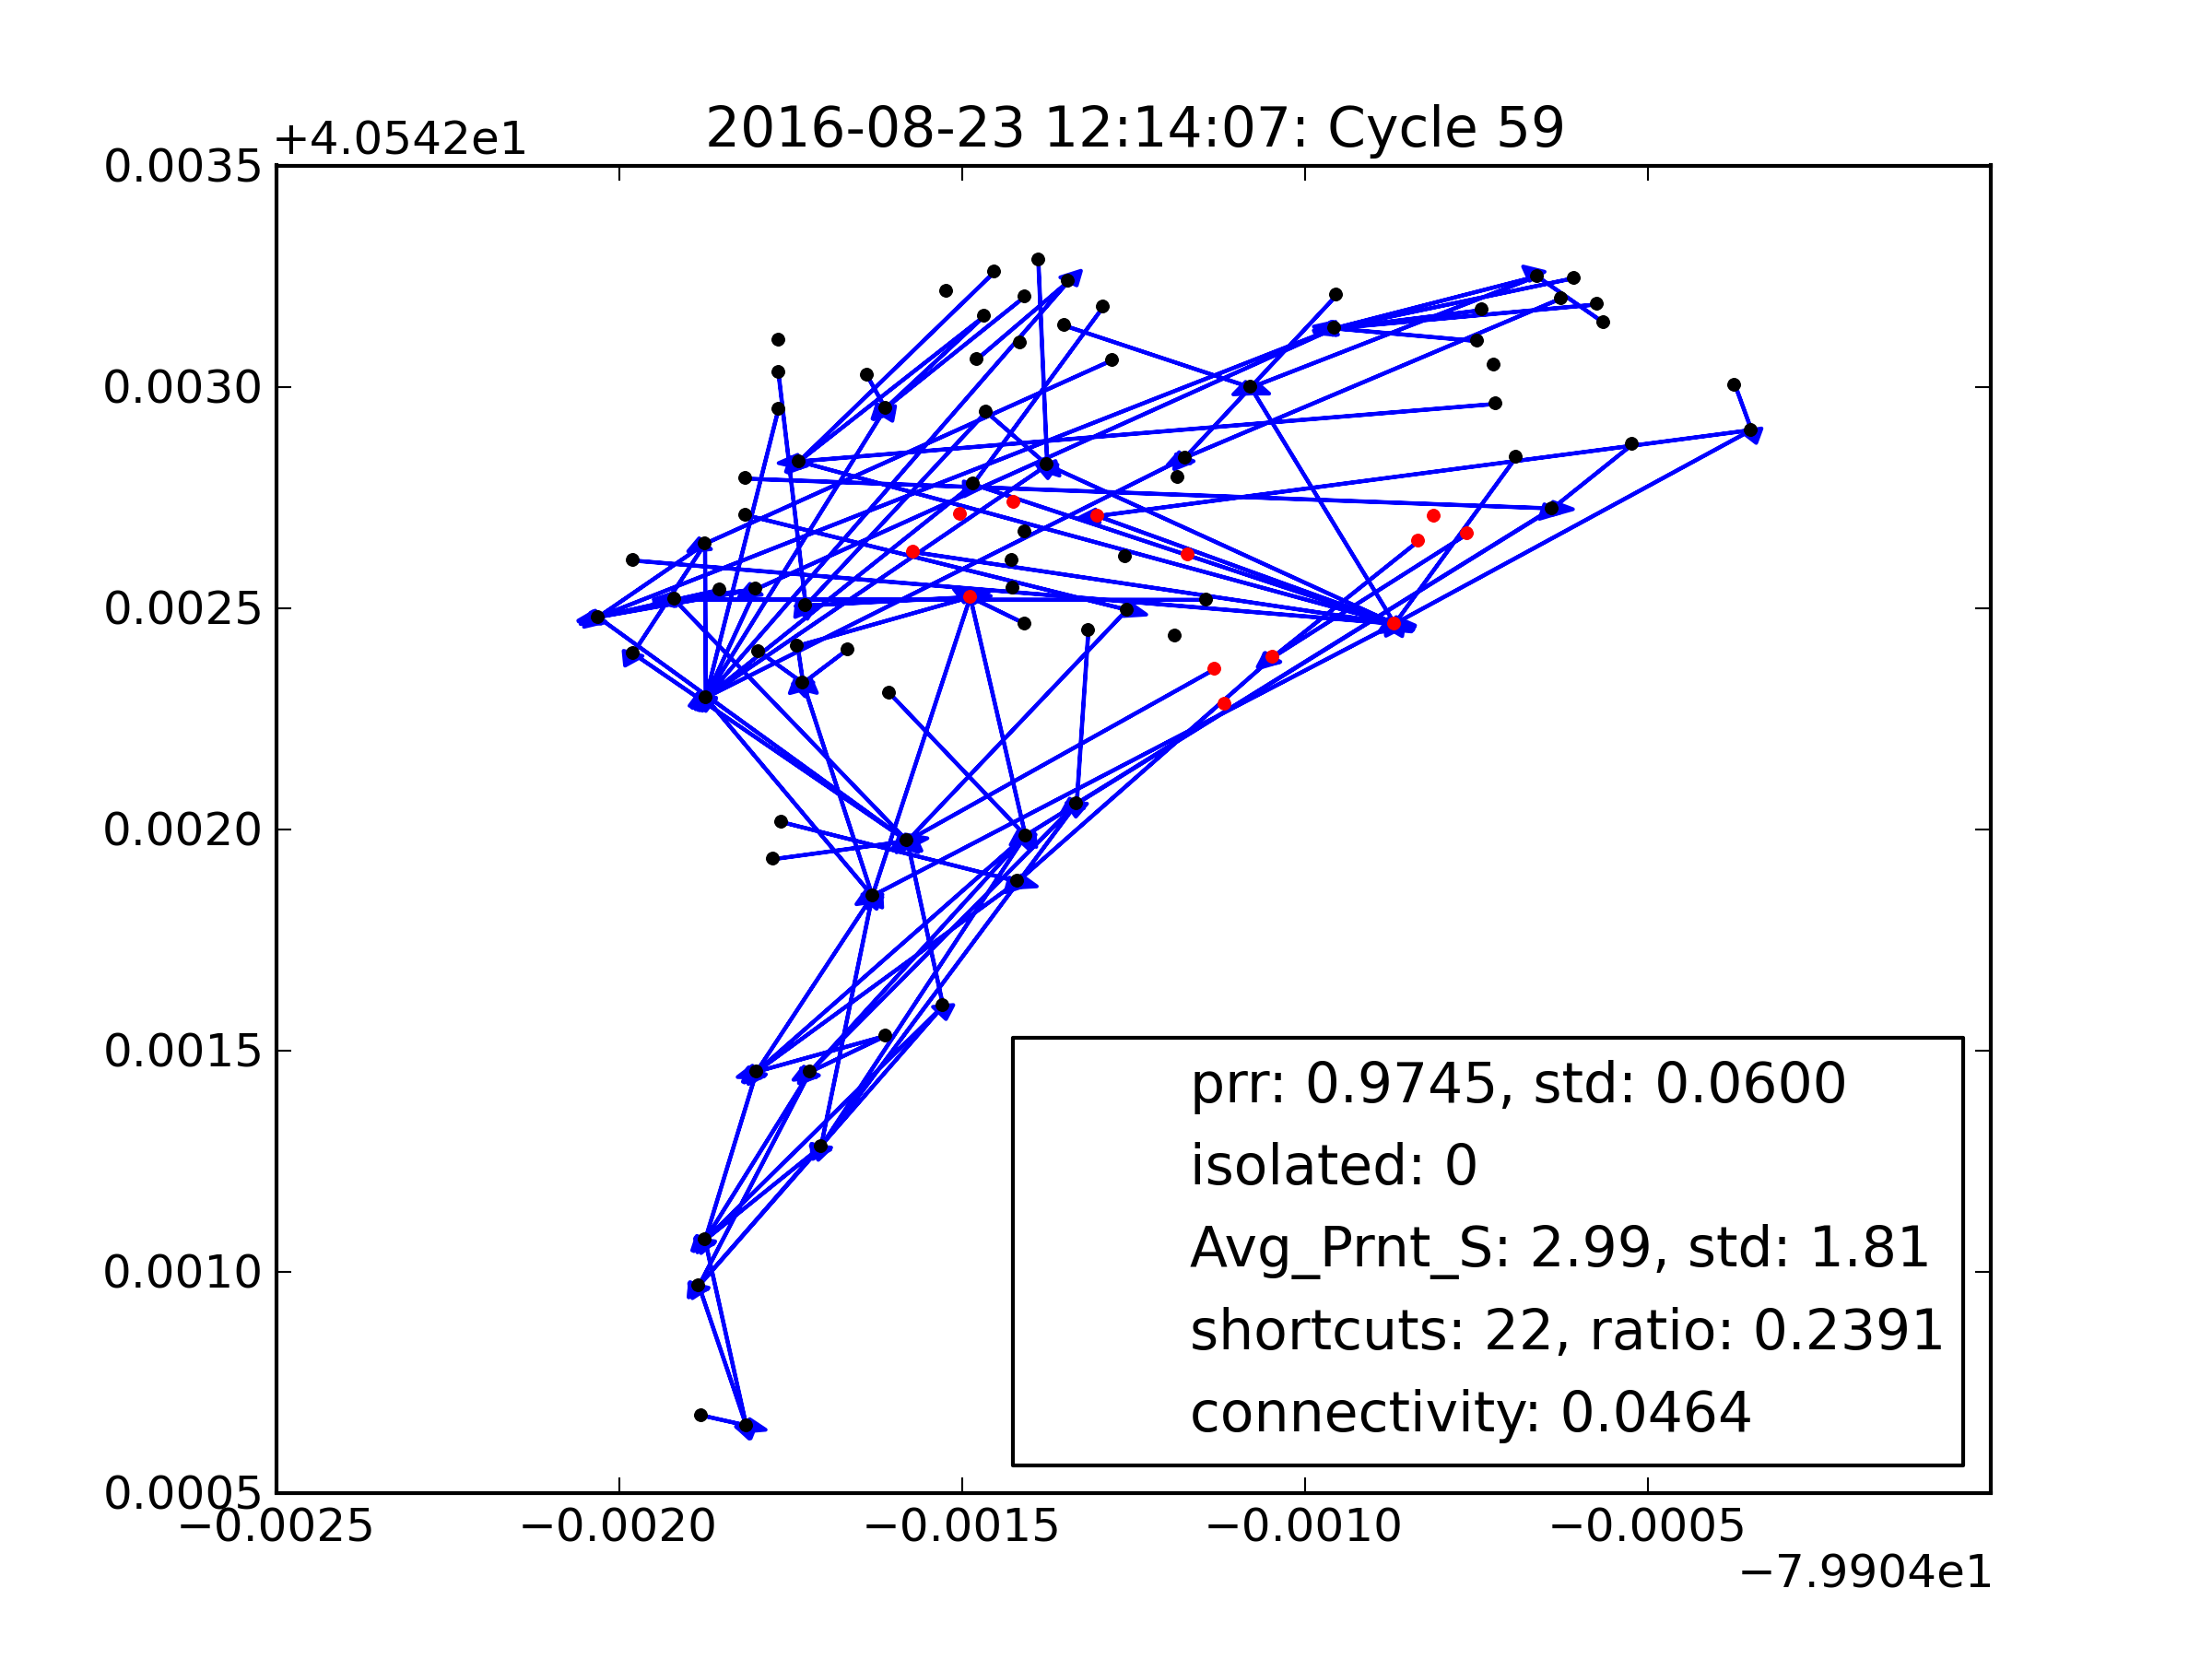 2016-08-23 12:14:07: Cycle 59
+4.0542e1
0.0035
0.0030
0.0025
0.0020
0.0015
0.0010
0.0005
prr: 0.9745, std: 0.0600
isolated: 0
Avg_Prnt_S: 2.99, std: 1.81
shortcuts: 22, ratio: 0.2391
connectivity: 0.0464
−0.0025 −0.0020 −0.0015 −0.0010 −0.0005
−7.9904e1